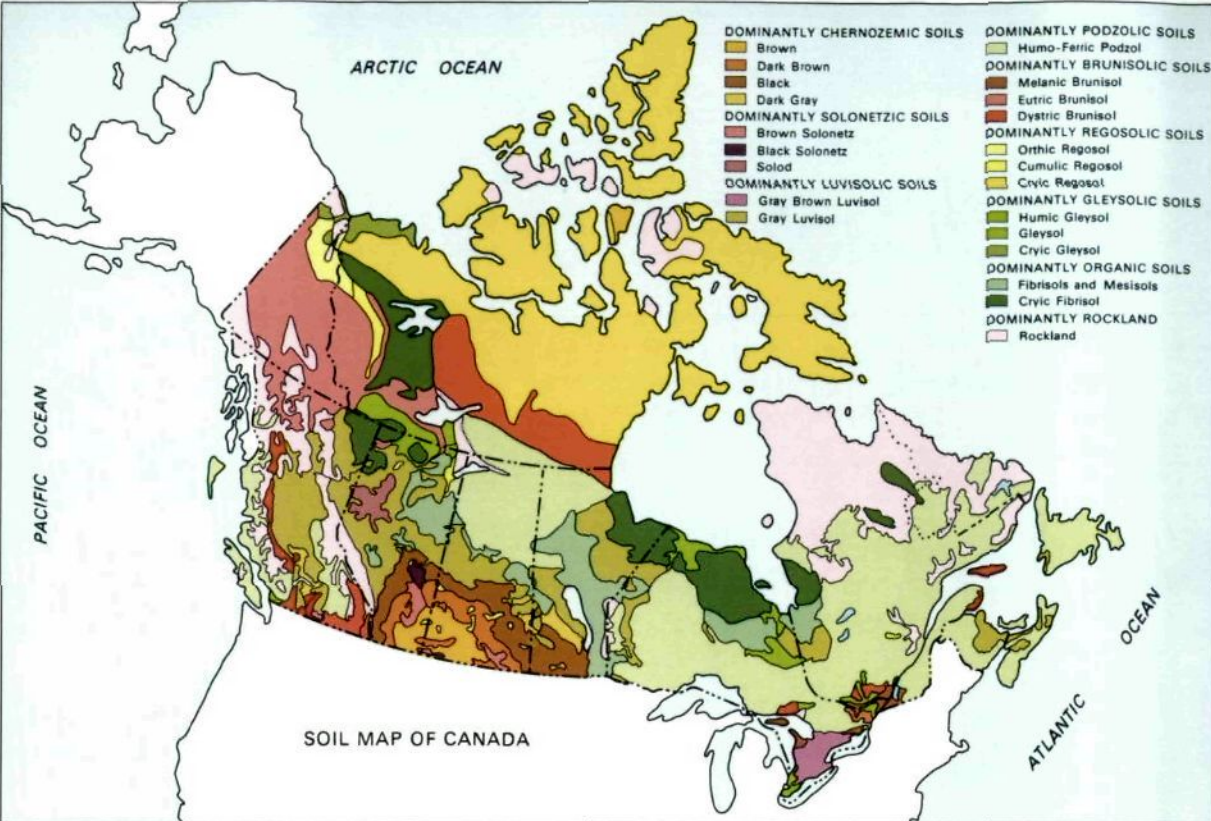 ARCTIC OCEAN
PACIFIC OCEAN
ATLANTIC OCEAN
SOIL MAP OF CANADA
DOMINANTLY CHERNOZEMIC SOILS
Brown
Dark Brown
Black
Dark Gray
DOMINANTLY SOLONETZIC SOILS
Brown Solonetz
Black Solonetz
Solod
DOMINANTLY LUVISOLIC SOILS
Gray Brown Luvisol
Gray Luvisol
DOMINANTLY PODZOLIC SOILS
Humo-Ferric Podzol
DOMINANTLY BRUNISOLIC SOILS
Melanic Brunisol
Eutric Brunisol
Dystric Brunisol
DOMINANTLY REGOSOLIC SOILS
Orthic Regosol
Cumulic Regosol
Cryic Regosol
DOMINANTLY GLEYSOLIC SOILS
Humic Gleysol
Gleysol
Cryic Gleysol
DOMINANTLY ORGANIC SOILS
Fibrisols and Mesisols
Cryic Fibrisol
DOMINANTLY ROCKLAND
Rockland